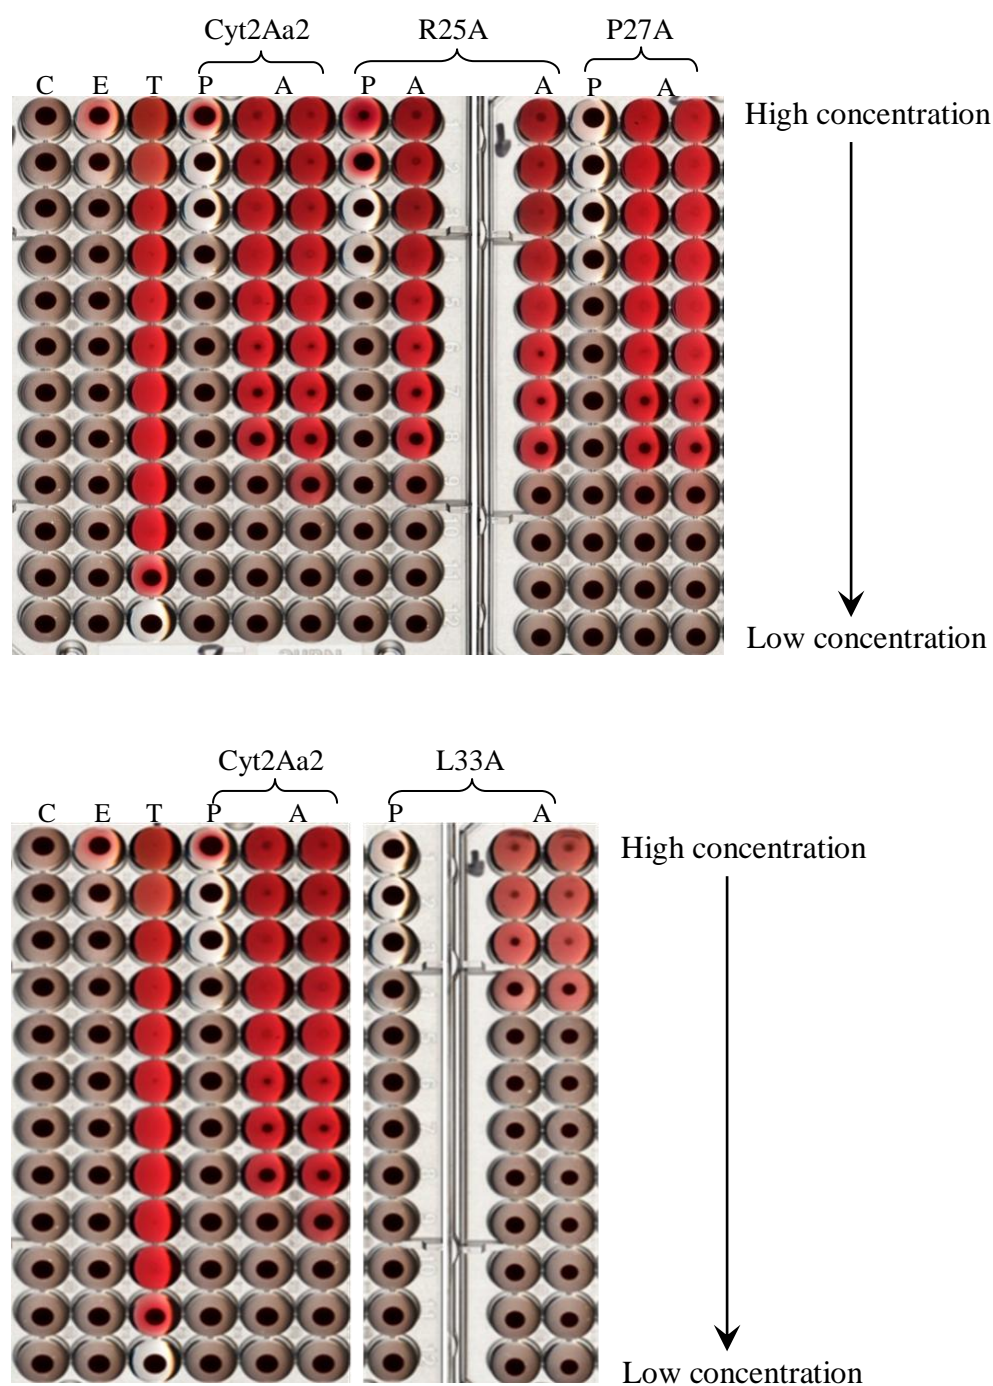 Cyt2Aa2 R25A P27A
C E T P A P A A P A
High concentration
Low concentration
Cyt2Aa2 L33A
C E T P A P A
High concentration
Low concentration